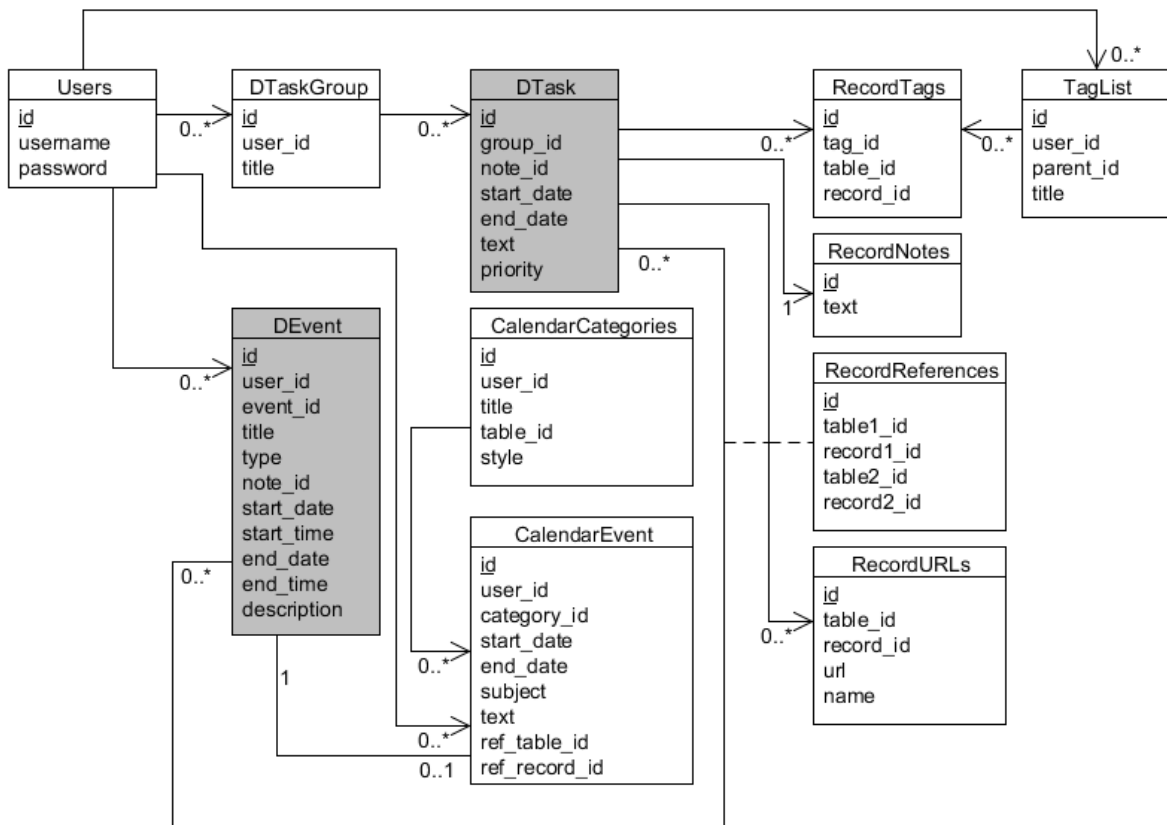 0..*
Users
id
username
password
0..*
DTaskGroup
id
user_id
title
0..*
DTask
id
group_id
note_id
start_date
end_date
text
priority
0..*
0..*
RecordTags
id
tag_id
table_id
record_id
0..*
TagList
id
user_id
parent_id
title
1
RecordNotes
id
text
0..*
DEvent
id
user_id
event_id
title
type
note_id
start_date
start_time
end_date
end_time
description
0..*
1
CalendarCategories
id
user_id
title
table_id
style
RecordReferences
id
table1_id
record1_id
table2_id
record2_id
0..*
0..*
0..1
CalendarEvent
id
user_id
category_id
start_date
end_date
subject
text
ref_table_id
ref_record_id
0..*
RecordURLs
id
table_id
record_id
url
name